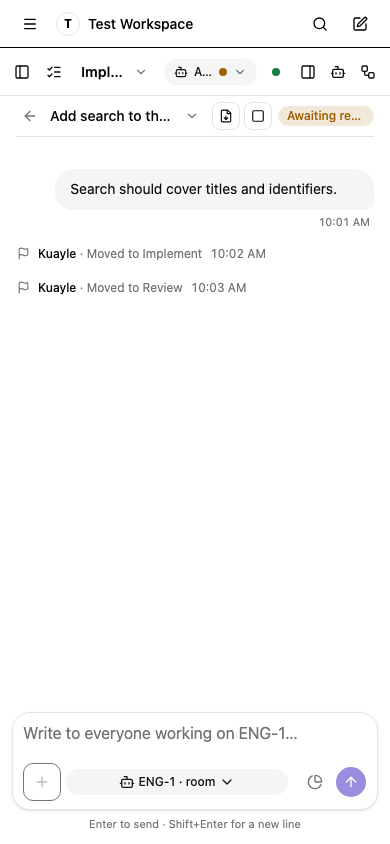 T Test Workspace
Impl... A...
Add search to th... Awaiting re...
Search should cover titles and identifiers.
10:01 AM
Kuayle · Moved to Implement 10:02 AM
Kuayle · Moved to Review 10:03 AM
Write to everyone working on ENG-1...
ENG-1 · room
Enter to send · Shift+Enter for a new line